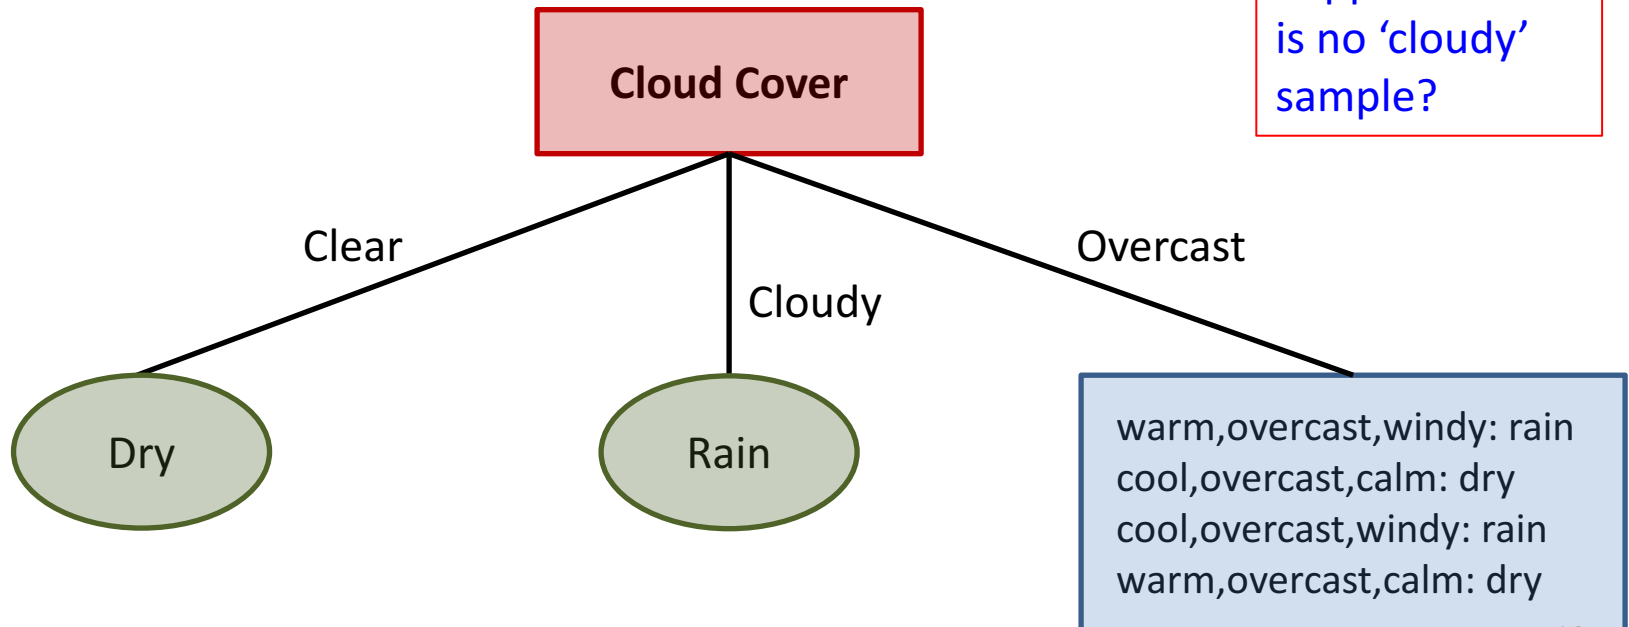 is no ‘cloudy’
sample?
Cloud Cover
Clear
Overcast
Cloudy
Dry
Rain
warm,overcast,windy: rain
cool,overcast,calm: dry
cool,overcast,windy: rain
warm,overcast,calm: dry